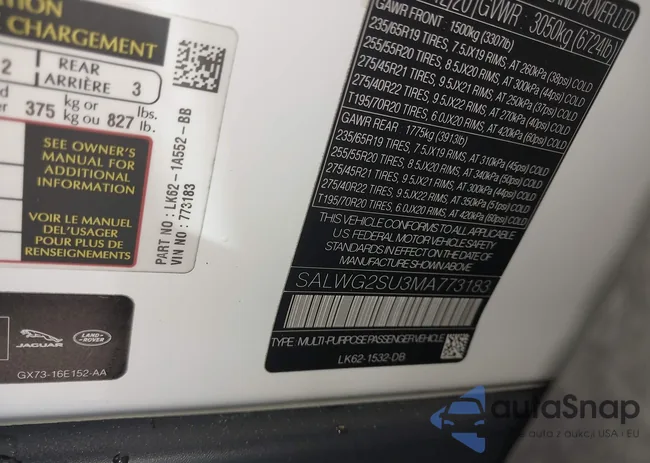 ATION
CHARGEMENT
2 REAR ARRIÈRE 3
375 kg or lbs.
kg ou 827 lb.
SEE OWNER'S
MANUAL FOR
ADDITIONAL
INFORMATION
VOIR LE MANUEL
DEL'USAGER
POUR PLUS DE
RENSEIGNEMENTS
PART NO : LK62-1A552-BB
VIN NO : 773183
JAGUAR
LAND ROVER
GX73-16E152-AA
ROVER LTD
GVWR : 3050kg (6724lb)
GAWR FRONT : 1500kg (3307lb)
235/65R19 TIRES, 7.5JX19 RIMS, AT 260kPa (38psi) COLD
255/55R20 TIRES, 8.5JX20 RIMS, AT 300kPa (44psi) COLD
275/45R21 TIRES, 9.5JX21 RIMS, AT 250kPa (37psi) COLD
275/40R22 TIRES, 9.5JX22 RIMS, AT 270kPa (40psi) COLD
T195/70R20 TIRES, 6.0JX20 RIMS, AT 420kPa (60psi) COLD
GAWR REAR : 1775kg (3913lb)
235/65R19 TIRES, 7.5JX19 RIMS, AT 310kPa (45psi) COLD
255/55R20 TIRES, 8.5JX20 RIMS, AT 340kPa (50psi) COLD
275/45R21 TIRES, 9.5JX21 RIMS, AT 300kPa (44psi) COLD
275/40R22 TIRES, 9.5JX22 RIMS, AT 350kPa (51psi) COLD
T195/70R20 TIRES, 6.0JX20 RIMS, AT 420kPa (60psi) COLD
THIS VEHICLE CONFORMS TO ALL APPLICABLE
U.S. FEDERAL MOTOR VEHICLE SAFETY
STANDARDS IN EFFECT ON THE DATE OF
MANUFACTURE SHOWN ABOVE
SALWG2SU3MA773183
TYPE: MULTI-PURPOSE PASSENGER VEHICLE
LK62-1532-DB
autaSnap
auta z aukcji USA i EU